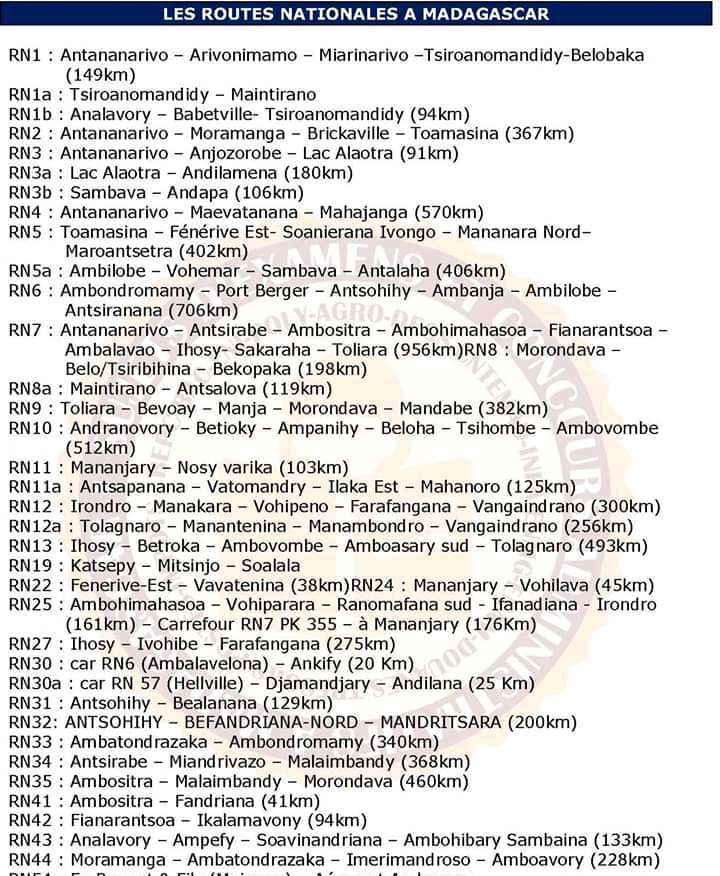 LES ROUTES NATIONALES A MADAGASCAR
RN1 : Antananarivo – Arivonimamo – Miarinarivo –Tsiroanomandidy-Belobaka
(149km)
RN1a : Tsiroanomandidy – Maintirano
RN1b : Analavory – Babetville- Tsiroanomandidy (94km)
RN2 : Antananarivo – Moramanga – Brickaville – Toamasina (367km)
RN3 : Antananarivo – Anjozorobe – Lac Alaotra (91km)
RN3a : Lac Alaotra – Andilamena (180km)
RN3b : Sambava – Andapa (106km)
RN4 : Antananarivo – Maevatanana – Mahajanga (570km)
RN5 : Toamasina – Fénérive Est- Soanierana Ivongo – Mananara Nord–
Maroantsetra (402km)
RN5a : Ambilobe – Vohemar – Sambava – Antalaha (406km)
RN6 : Ambondromamy – Port Berger – Antsohihy – Ambanja – Ambilobe –
Antsiranana (706km)
RN7 : Antananarivo – Antsirabe – Ambositra – Ambohimahasoa – Fianarantsoa –
Ambalavao – Ihosy- Sakaraha – Toliara (956km)RN8 : Morondava –
Belo/Tsiribihina – Bekopaka (198km)
RN8a : Maintirano – Antsalova (119km)
RN9 : Toliara – Bevoay – Manja – Morondava – Mandabe (382km)
RN10 : Andranovory – Betioky – Ampanihy – Beloha – Tsihombe – Ambovombe
(512km)
RN11 : Mananjary – Nosy varika (103km)
RN11a : Antsapanana – Vatomandry – Ilaka Est – Mahanoro (125km)
RN12 : Irondro – Manakara – Vohipeno – Farafangana – Vangaindrano (300km)
RN12a : Tolagnaro – Manantenina – Manambondro – Vangaindrano (256km)
RN13 : Ihosy – Betroka – Ambovombe – Amboasary sud – Tolagnaro (493km)
RN19 : Katsepy – Mitsinjo – Soalala
RN22 : Fenerive-Est – Vavatenina (38km)RN24 : Mananjary – Vohilava (45km)
RN25 : Ambohimahasoa – Vohiparara – Ranomafana sud - Ifanadiana - Irondro
(161km) – Carrefour RN7 PK 355 – à Mananjary (176Km)
RN27 : Ihosy – Ivohibe – Farafangana (275km)
RN30 : car RN6 (Ambalavelona) – Ankify (20 Km)
RN30a : car RN 57 (Hellville) – Djamandjary – Andilana (25 Km)
RN31 : Antsohihy – Bealanana (129km)
RN32: ANTSOHIHY – BEFANDRIANA-NORD – MANDRITSARA (200km)
RN33 : Ambatondrazaka – Ambondromamy (340km)
RN34 : Antsirabe – Miandrivazo – Malaimbandy (368km)
RN35 : Ambositra – Malaimbandy – Morondava (460km)
RN41 : Ambositra – Fandriana (41km)
RN42 : Fianarantsoa – Ikalamavony (94km)
RN43 : Analavory – Ampefy – Soavinandriana – Ambohibary Sambaina (133km)
RN44 : Moramanga – Ambatondrazaka – Imerimandroso – Amboavory (228km)